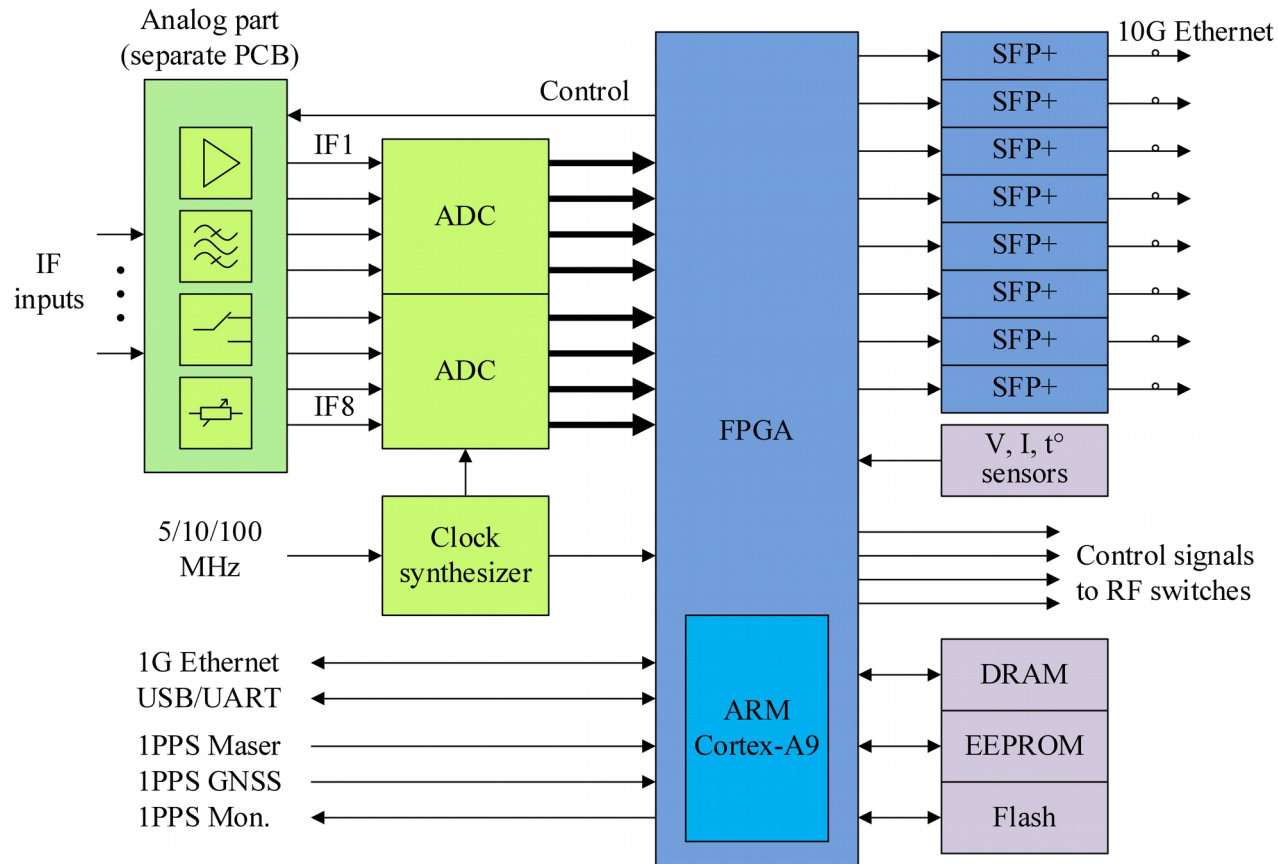 Analog part
(separate PCB)
10G Ethernet
Control
IF1
IF8
IF
inputs
ADC
ADC
FPGA
SFP+
SFP+
SFP+
SFP+
SFP+
SFP+
SFP+
SFP+
V, I, t°
sensors
5/10/100
MHz
Clock
synthesizer
Control signals
to RF switches
1G Ethernet
USB/UART
1PPS Maser
1PPS GNSS
1PPS Mon.
ARM
Cortex-A9
DRAM
EEPROM
Flash